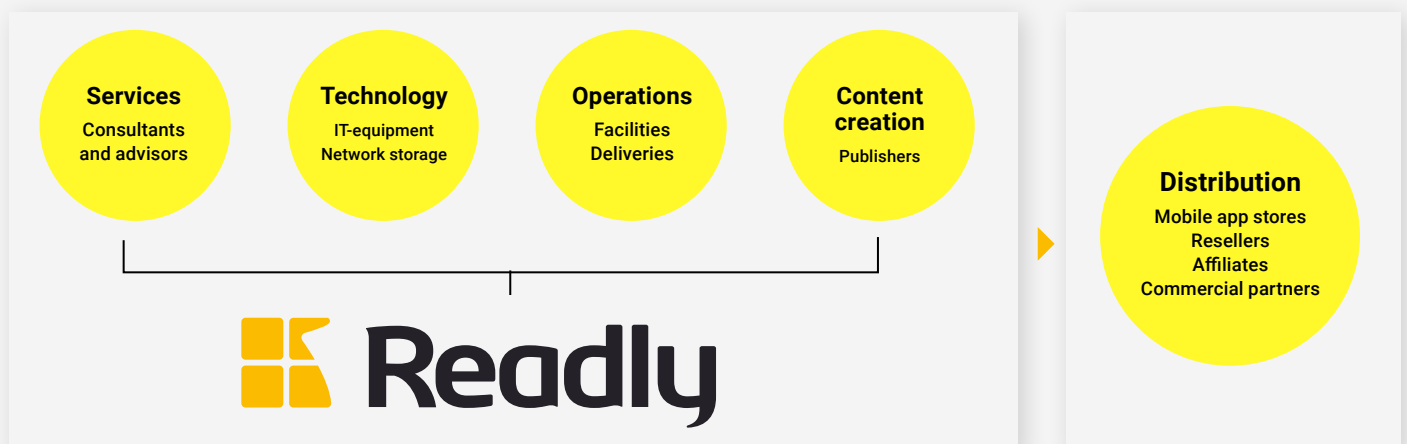 Services
Consultants
and advisors
Technology
IT-equipment
Network storage
Operations
Facilities
Deliveries
Content
creation
Publishers
Readly
Distribution
Mobile app stores
Resellers
Affiliates
Commercial partners